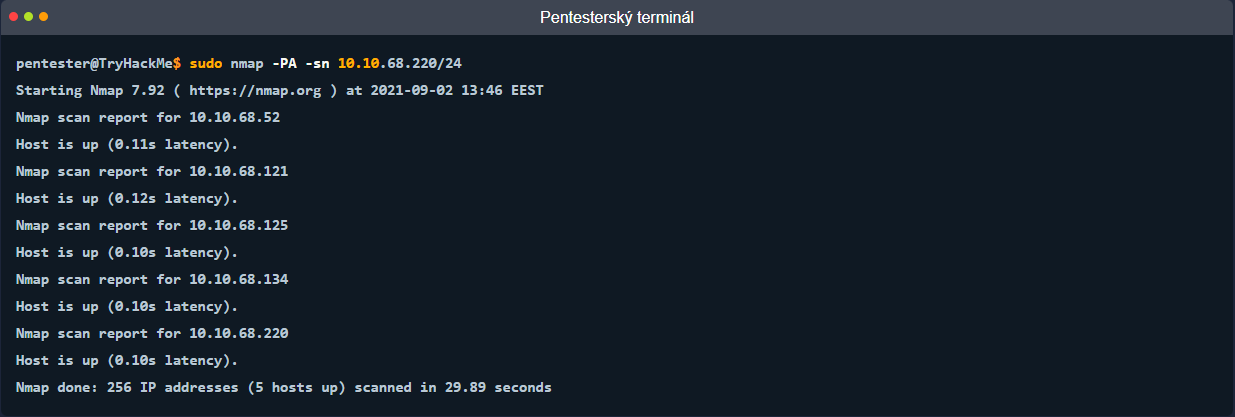 Pentesterský terminál
pentester@TryHackMe$ sudo nmap -PA -sn 10.10.68.220/24
Starting Nmap 7.92 ( https://nmap.org ) at 2021-09-02 13:46 EEST
Nmap scan report for 10.10.68.52
Host is up (0.11s latency).
Nmap scan report for 10.10.68.121
Host is up (0.12s latency).
Nmap scan report for 10.10.68.125
Host is up (0.10s latency).
Nmap scan report for 10.10.68.134
Host is up (0.10s latency).
Nmap scan report for 10.10.68.220
Host is up (0.10s latency).
Nmap done: 256 IP addresses (5 hosts up) scanned in 29.89 seconds